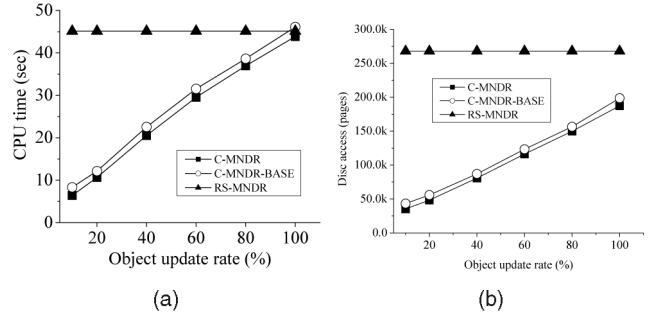 50
40
30
20
10
0
CPU time (sec)
C-MNDR
C-MNDR-BASE
RS-MNDR
20 40 60 80 100
Object update rate (%)
(a)
300.0k
250.0k
200.0k
150.0k
100.0k
50.0k
0.0
Disc access (pages)
C-MNDR
C-MNDR-BASE
RS-MNDR
20 40 60 80 100
Object update rate (%)
(b)